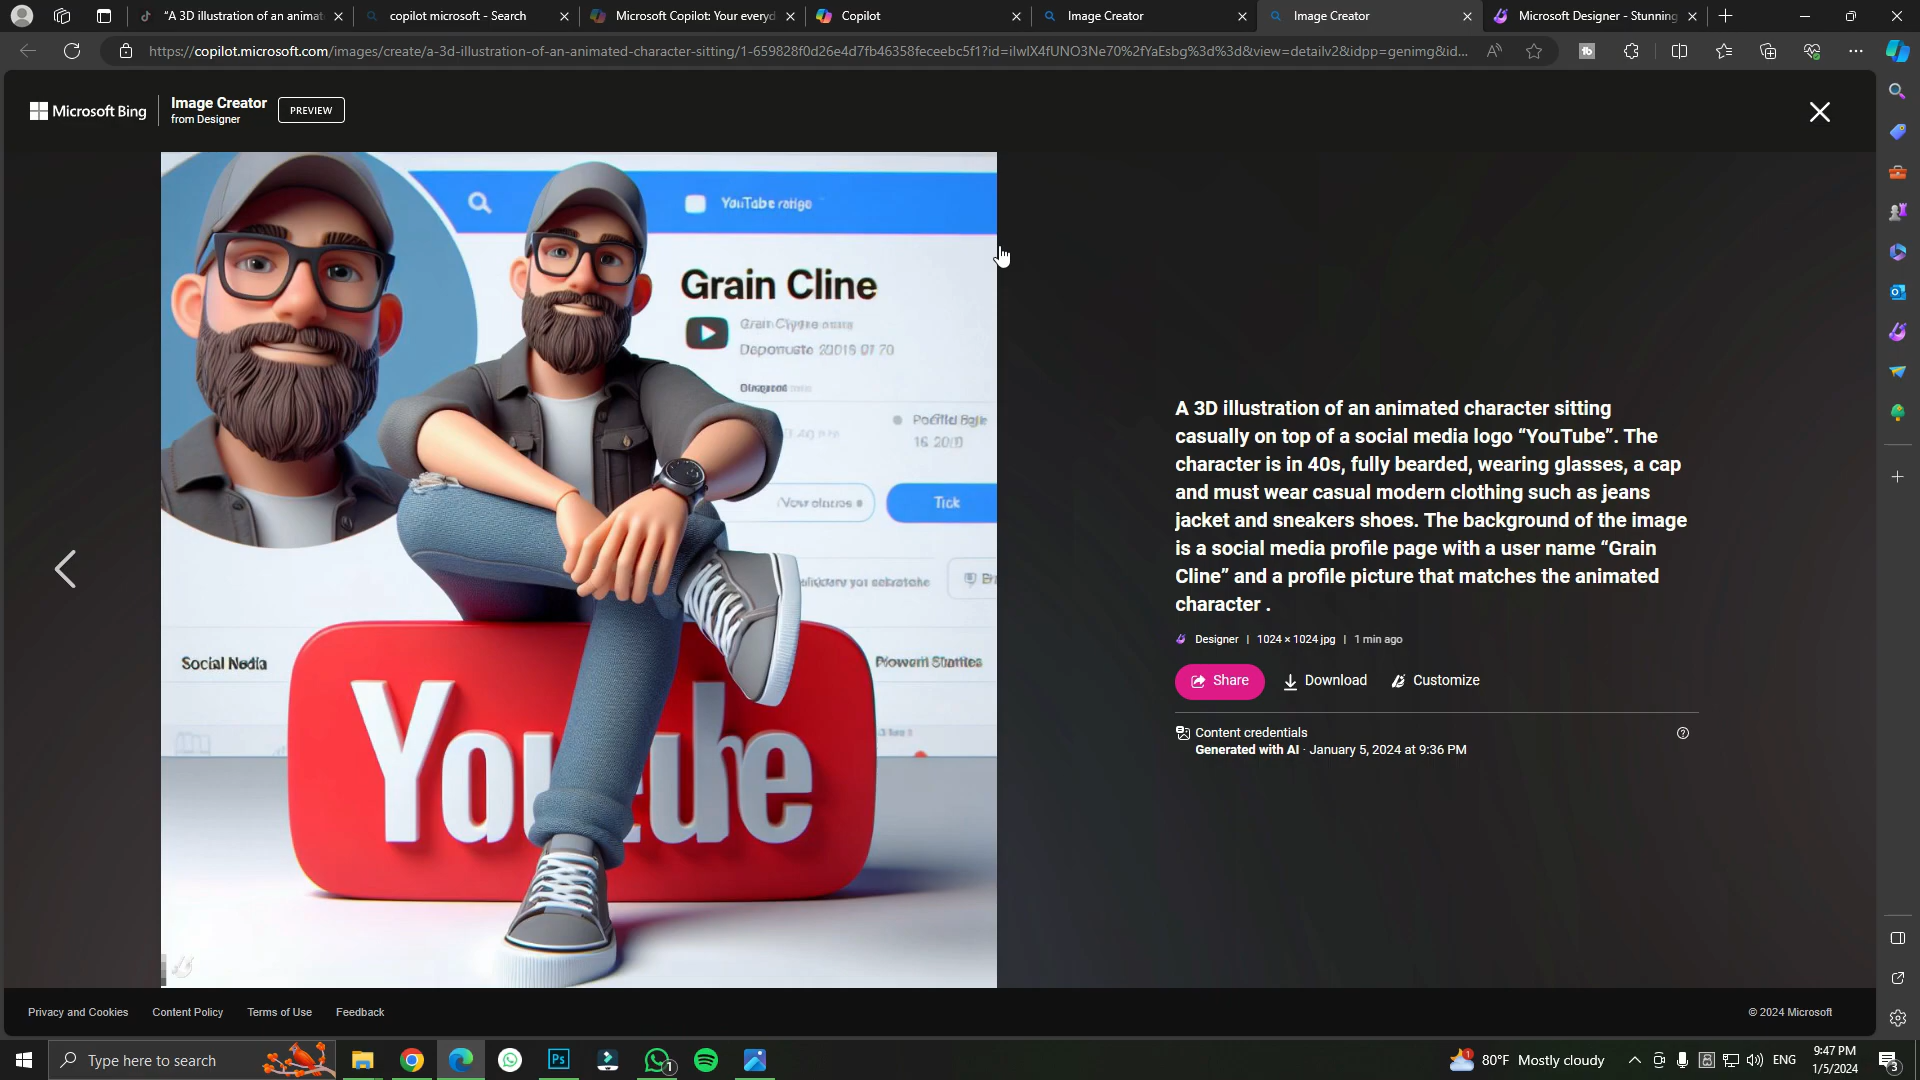 "A 3D illustration of an animat
copilot microsoft - Search
Microsoft Copilot: Your everyd
Copilot
Image Creator
Image Creator
Microsoft Designer - Stunning
https://copilot.microsoft.com/images/create/a-3d-illustration-of-an-animated-character-sitting/1-659828f0d26e4d7fb46358feceebc5f1?id=ilwlX4fUNO3Ne70%2fYaEsbg%3d%3d&view=detailv2&idpp=genimg&id...
Microsoft Bing
Image Creator
from Designer
PREVIEW
YouTabe ratige
Grain Cline
Tick
Social Nodia
Youtube
A 3D illustration of an animated character sitting
casually on top of a social media logo “YouTube”. The
character is in 40s, fully bearded, wearing glasses, a cap
and must wear casual modern clothing such as jeans
jacket and sneakers shoes. The background of the image
is a social media profile page with a user name “Grain
Cline” and a profile picture that matches the animated
character .
Designer | 1024 × 1024 jpg | 1 min ago
Share
Download
Customize
Content credentials
Generated with AI · January 5, 2024 at 9:36 PM
Privacy and Cookies
Content Policy
Terms of Use
Feedback
© 2024 Microsoft
Type here to search
Ps
1
80°F Mostly cloudy
ENG
9:47 PM
1/5/2024
3